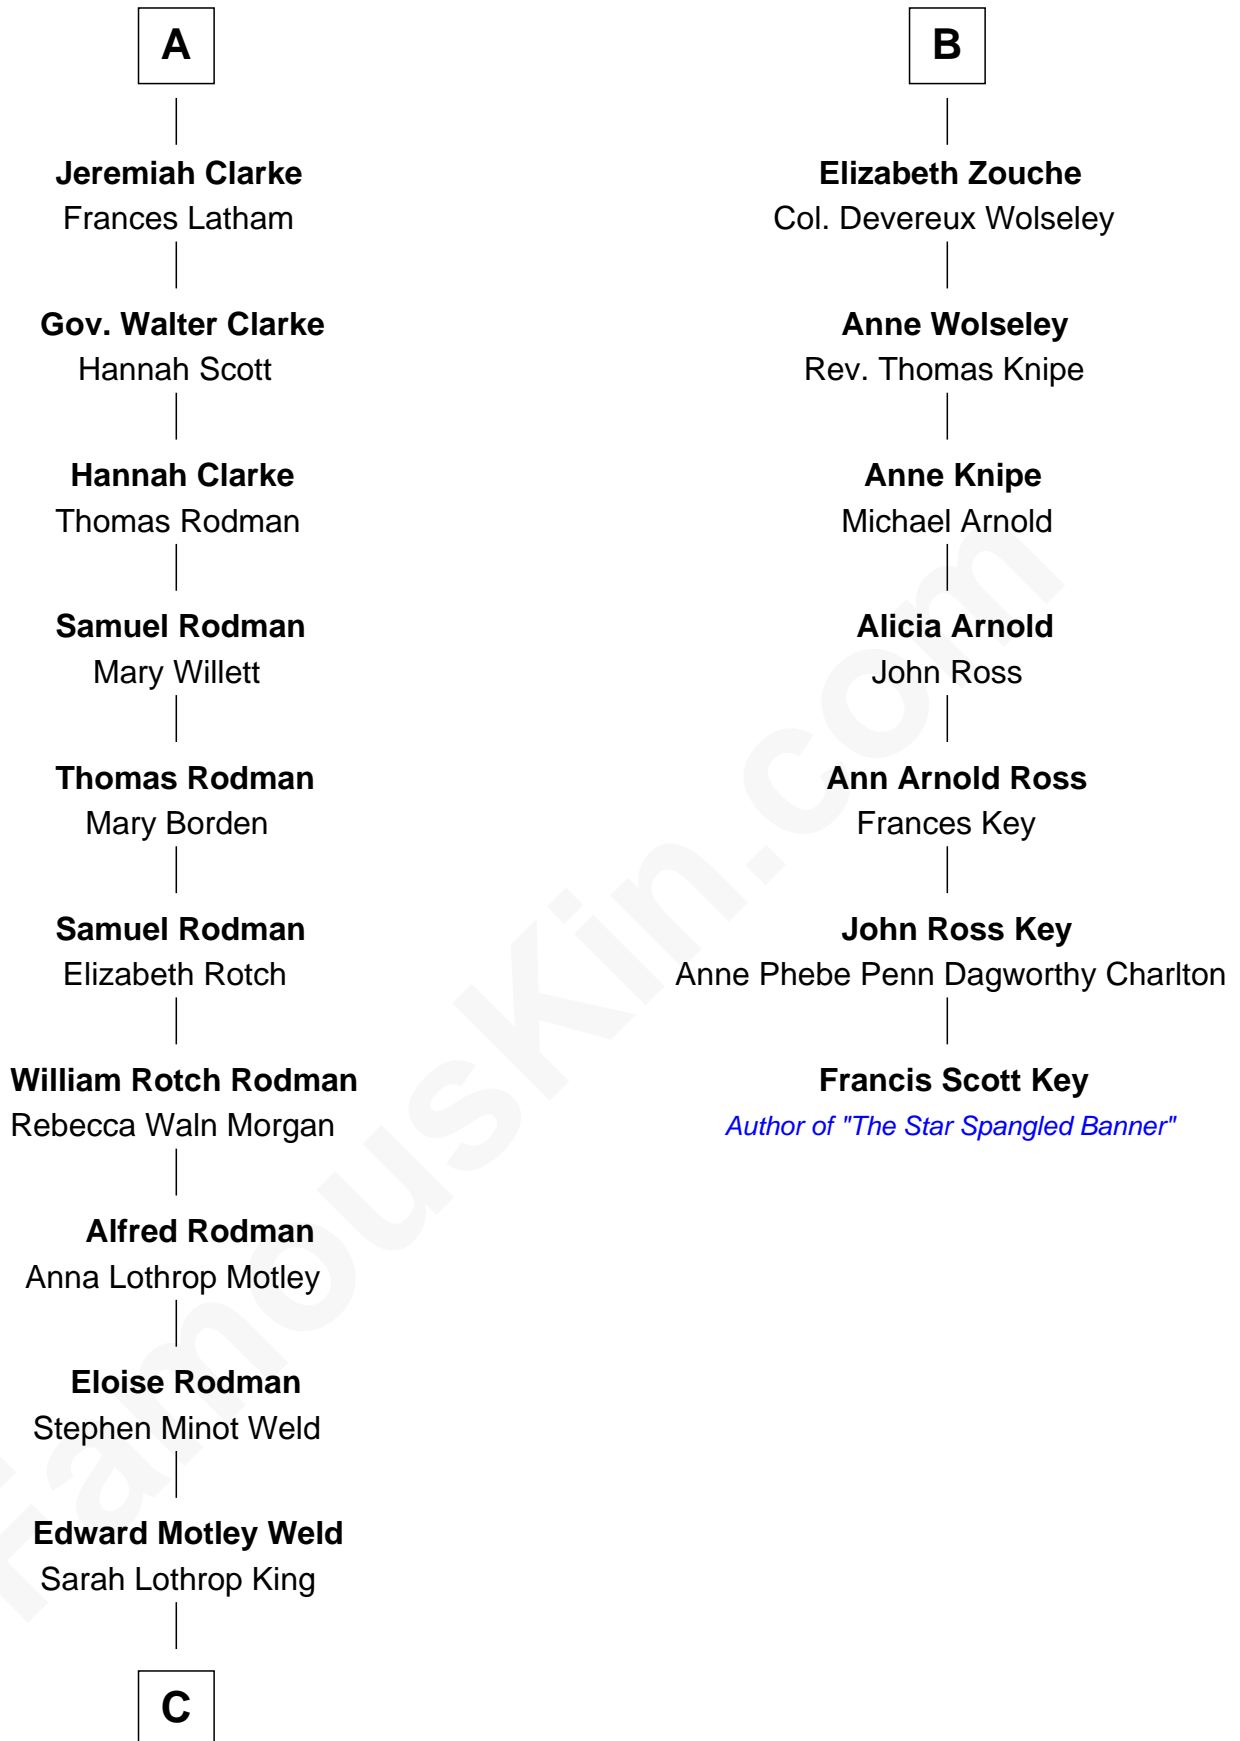 A
Jeremiah Clarke
Frances Latham
Gov. Walter Clarke
Hannah Scott
Hannah Clarke
Thomas Rodman
Samuel Rodman
Mary Willett
Thomas Rodman
Mary Borden
Samuel Rodman
Elizabeth Rotch
William Rotch Rodman
Rebecca Waln Morgan
Alfred Rodman
Anna Lothrop Motley
Eloise Rodman
Stephen Minot Weld
Edward Motley Weld
Sarah Lothrop King
C
B
Elizabeth Zouche
Col. Devereux Wolseley
Anne Wolseley
Rev. Thomas Knipe
Anne Knipe
Michael Arnold
Alicia Arnold
John Ross
Ann Arnold Ross
Frances Key
John Ross Key
Anne Phebe Penn Dagworthy Charlton
Francis Scott Key
Author of "The Star Spangled Banner"
FamousKin.com